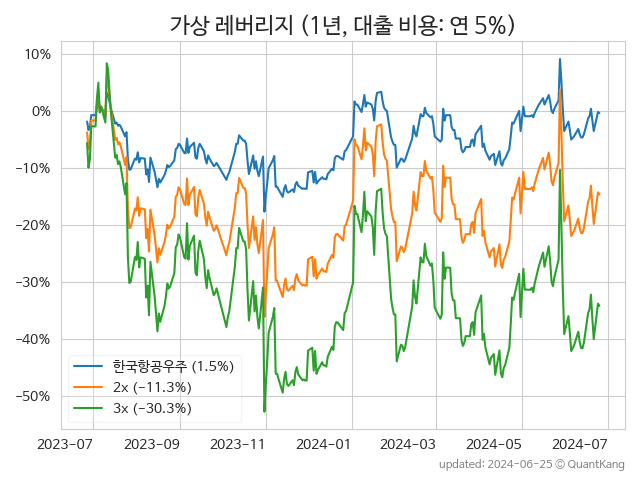 가상 레버리지 (1년, 대출 비용: 연 5%)
10%
0%
−10%
−20%
−30%
−40%
−50%
한국항공우주 (1.5%)
2x (−11.3%)
3x (−30.3%)
2023-07 2023-09 2023-11 2024-01 2024-03 2024-05 2024-07
updated: 2024-06-25 © QuantKang